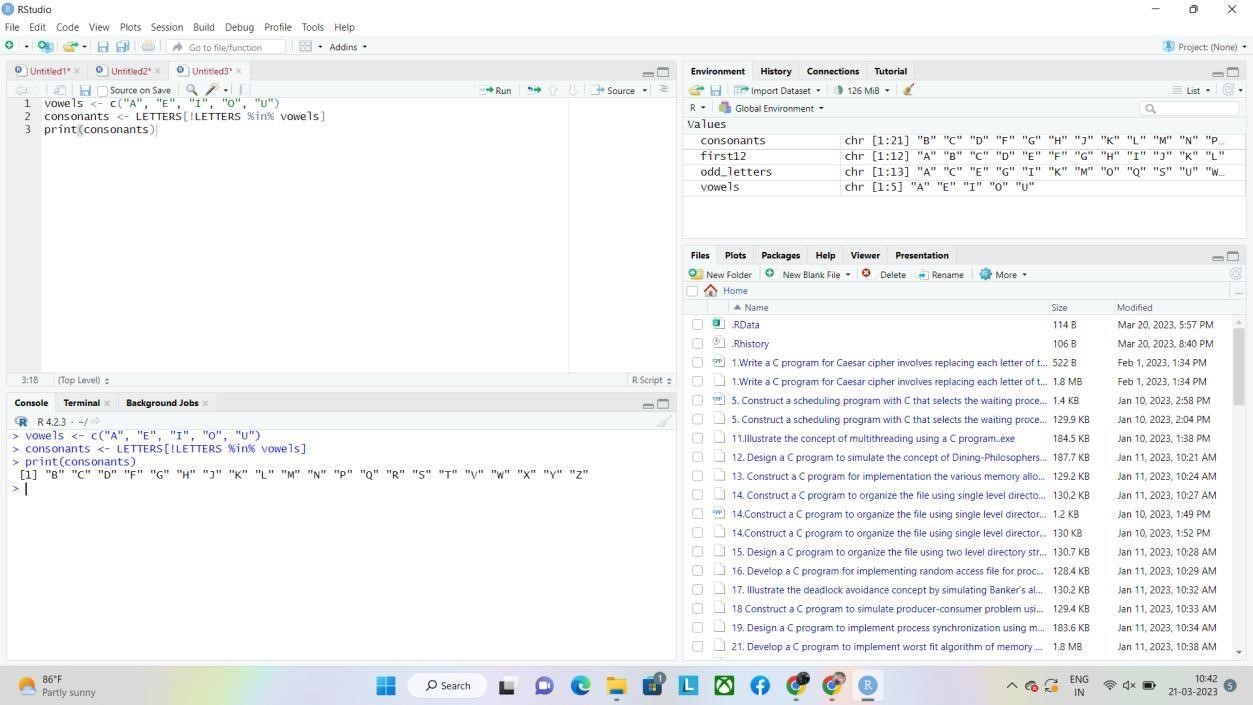 RStudio
File Edit Code View Plots Session Build Debug Profile Tools Help
Go to file/function Addins Project: (None)
Untitled1* Untitled2* Untitled3*
Source on Save Run Source
1 vowels <- c("A", "E", "I", "O", "U")
2 consonants <- LETTERS[!LETTERS %in% vowels]
3 print(consonants)
3:18 (Top Level) R Script
Console Terminal Background Jobs
R 4.2.3 · ~/
> vowels <- c("A", "E", "I", "O", "U")
> consonants <- LETTERS[!LETTERS %in% vowels]
> print(consonants)
[1] "B" "C" "D" "F" "G" "H" "J" "K" "L" "M" "N" "P" "Q" "R" "S" "T" "V" "W" "X" "Y" "Z"
>
Environment History Connections Tutorial
Import Dataset 126 MiB List
R Global Environment
Values
consonants chr [1:21] "B" "C" "D" "F" "G" "H" "J" "K" "L" "M" "N" "P...
first12 chr [1:12] "A" "B" "C" "D" "E" "F" "G" "H" "I" "J" "K" "L"
odd_letters chr [1:13] "A" "C" "E" "G" "I" "K" "M" "O" "Q" "S" "U" "W...
vowels chr [1:5] "A" "E" "I" "O" "U"
Files Plots Packages Help Viewer Presentation
New Folder New Blank File Delete Rename More
Home ...
Name Size Modified
.RData 114 B Mar 20, 2023, 5:57 PM
.Rhistory 106 B Mar 20, 2023, 8:40 PM
1.Write a C program for Caesar cipher involves replacing each letter of t... 522 B Feb 1, 2023, 1:34 PM
1.Write a C program for Caesar cipher involves replacing each letter of t... 1.8 MB Feb 1, 2023, 1:34 PM
5. Construct a scheduling program with C that selects the waiting proce... 1.4 KB Jan 10, 2023, 2:58 PM
5. Construct a scheduling program with C that selects the waiting proce... 129.9 KB Jan 10, 2023, 2:04 PM
11.Illustrate the concept of multithreading using a C program..exe 184.5 KB Jan 10, 2023, 1:38 PM
12. Design a C program to simulate the concept of Dining-Philosophers... 187.7 KB Jan 11, 2023, 10:21 AM
13. Construct a C program for implementation the various memory allo... 129.2 KB Jan 11, 2023, 10:24 AM
14. Construct a C program to organize the file using single level directo... 130.2 KB Jan 11, 2023, 10:27 AM
14.Construct a C program to organize the file using single level director... 1.2 KB Jan 10, 2023, 1:49 PM
14.Construct a C program to organize the file using single level director... 130 KB Jan 10, 2023, 1:52 PM
15. Design a C program to organize the file using two level directory str... 130.7 KB Jan 11, 2023, 10:28 AM
16. Develop a C program for implementing random access file for proc... 128.4 KB Jan 11, 2023, 10:29 AM
17. Illustrate the deadlock avoidance concept by simulating Banker's al... 130.2 KB Jan 11, 2023, 10:32 AM
18 Construct a C program to simulate producer-consumer problem usi... 129.4 KB Jan 11, 2023, 10:33 AM
19. Design a C program to implement process synchronization using m... 183.6 KB Jan 11, 2023, 10:34 AM
21. Develop a C program to implement worst fit algorithm of memory ... 1.8 MB Jan 11, 2023, 10:38 AM
86°F
Partly sunny
Search
1
ENG
IN
10:42
21-03-2023
5